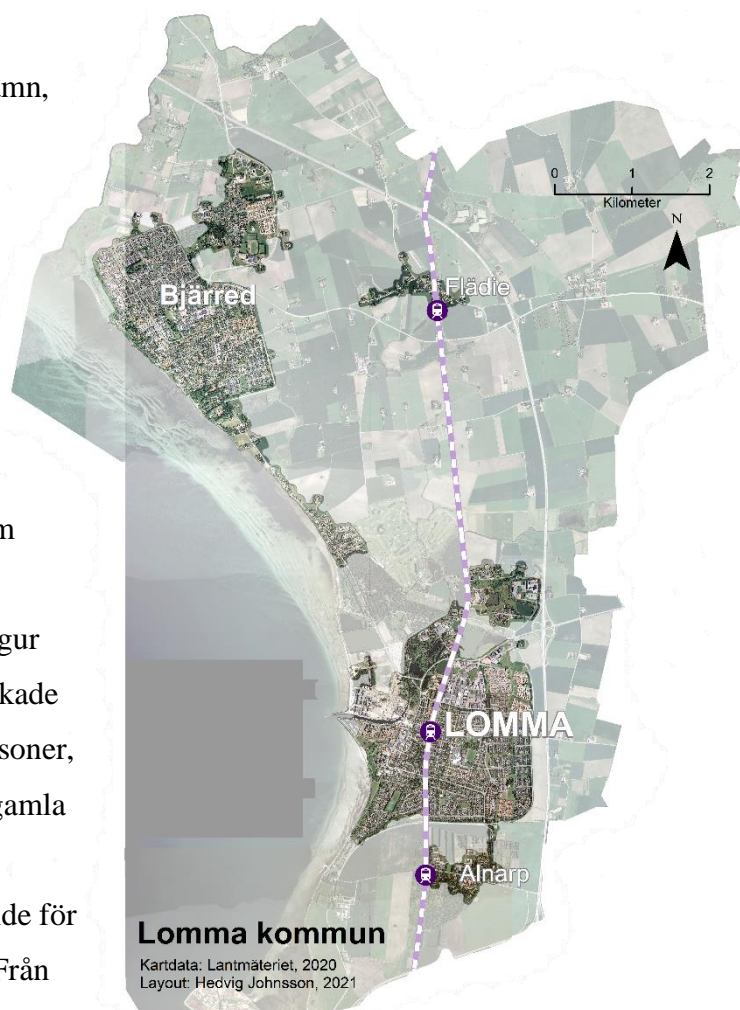 amn,
m
gur
kade
soner,
gamla
de för
Från
0 1 2
Kilometer
N
Bjärred
Flädie
LOMMA
Alnarp
Lomma kommun
Kartdata: Lantmäteriet, 2020
Layout: Hedvig Johnsson, 2021